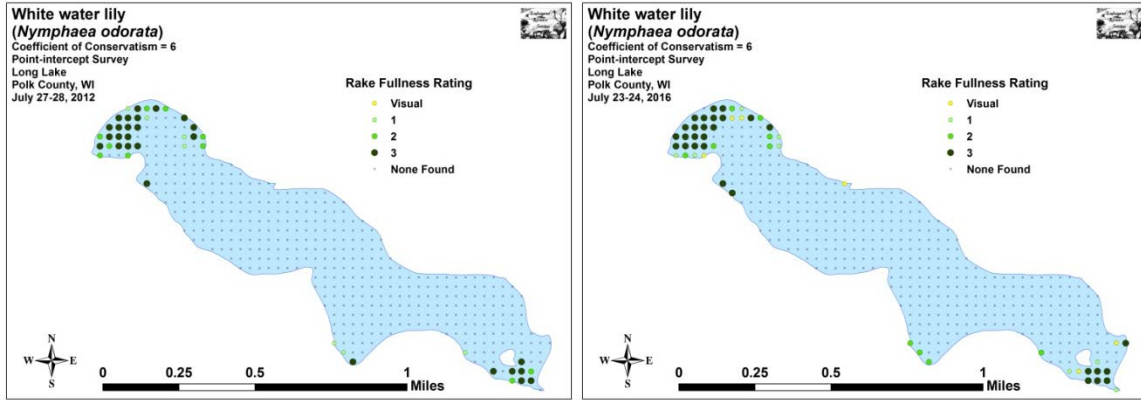 White water lily
(Nymphaea odorata)
Coefficient of Conservatism = 6
Point-intercept Survey
Long Lake
Polk County, WI
July 27-28, 2012
Rake Fullness Rating
Visual
1
2
3
None Found
N
W E
S
0 0.25 0.5 1
Miles
White water lily
(Nymphaea odorata)
Coefficient of Conservatism = 6
Point-intercept Survey
Long Lake
Polk County, WI
July 23-24, 2016
Rake Fullness Rating
Visual
1
2
3
None Found
N
W E
S
0 0.25 0.5 1
Miles